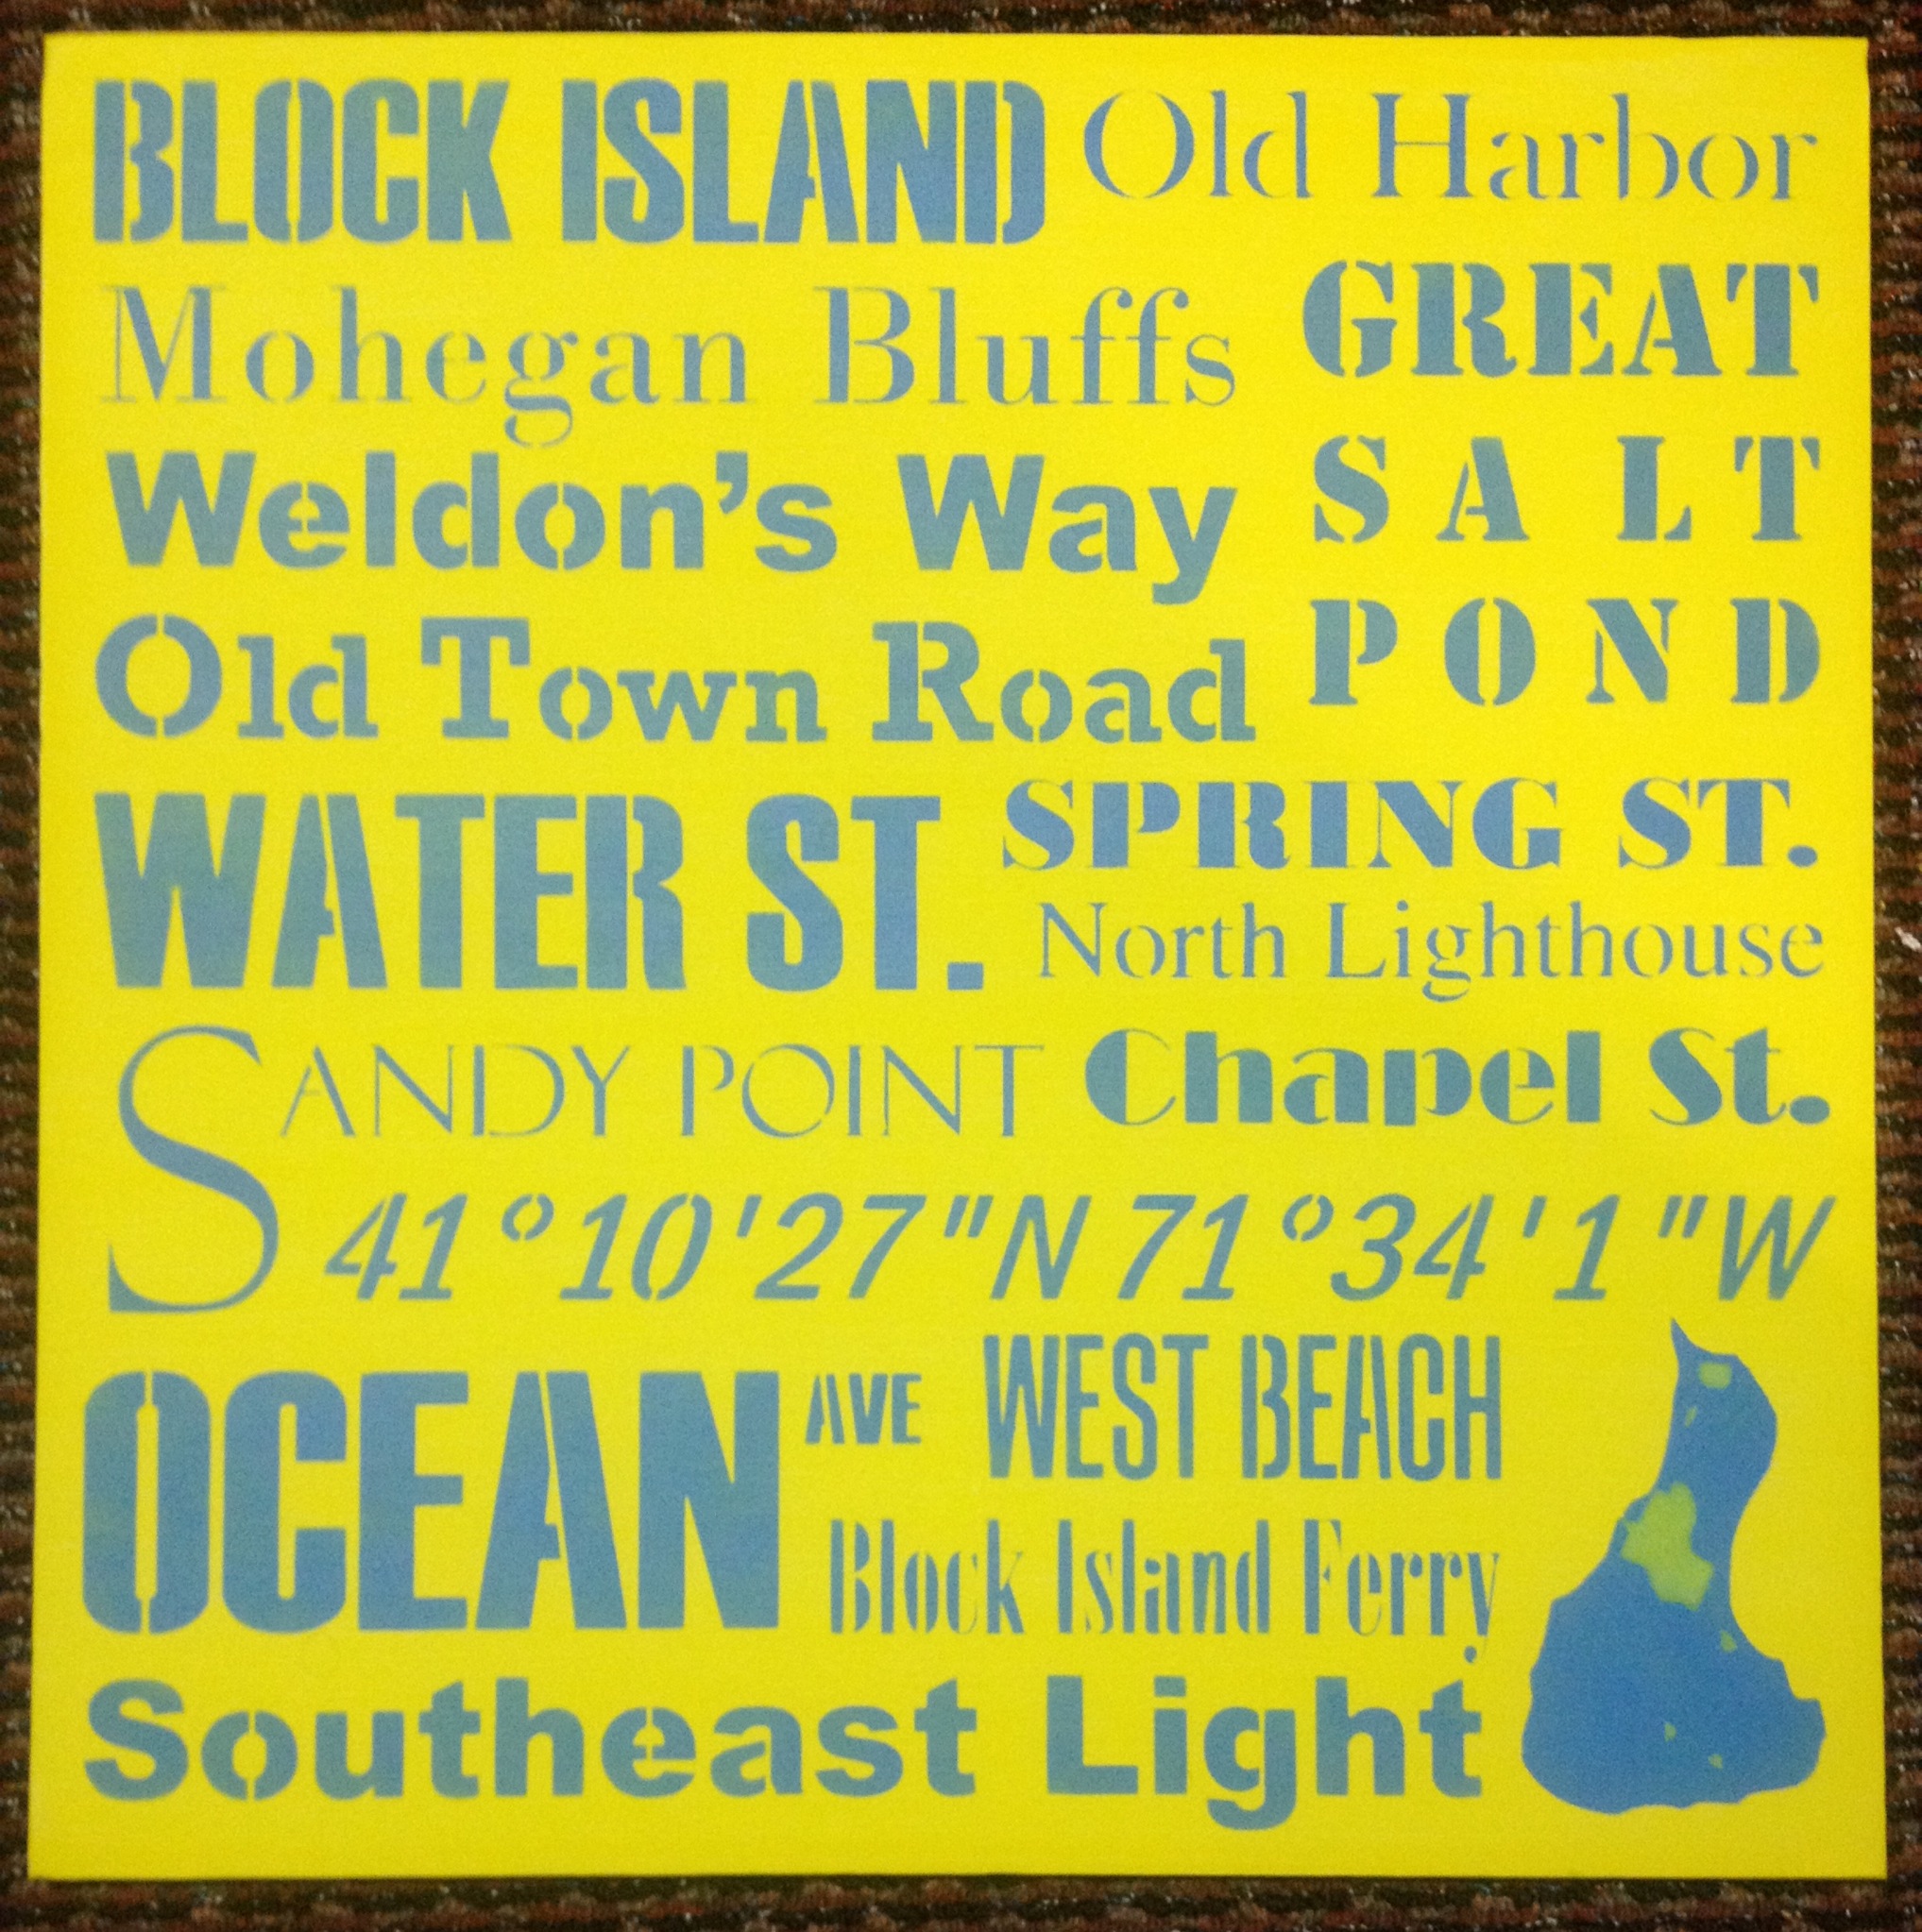 BLOCK ISLAND Old Harbor
Mohegan Bluffs
GREAT
SALT
POND
Weldon's Way
Old Town Road
WATER ST.
SPRING ST.
North Lighthouse
SANDY POINT
Chapel St.
41°10'27"N 71°34'1"W
OCEAN AVE
WEST BEACH
Block Island Ferry
Southeast Light